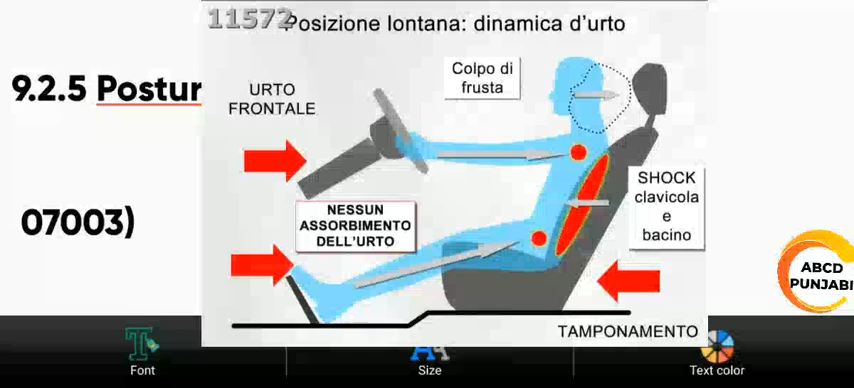 11572
Posizione lontana: dinamica d'urto
9.2.5 Postur
URTO
FRONTALE
Colpo di
frusta
SHOCK
clavicola
e
bacino
NESSUN
ASSORBIMENTO
DELL'URTO
07003)
ABCD
PUNJABI
TAMPONAMENTO
Font
Size
Text color